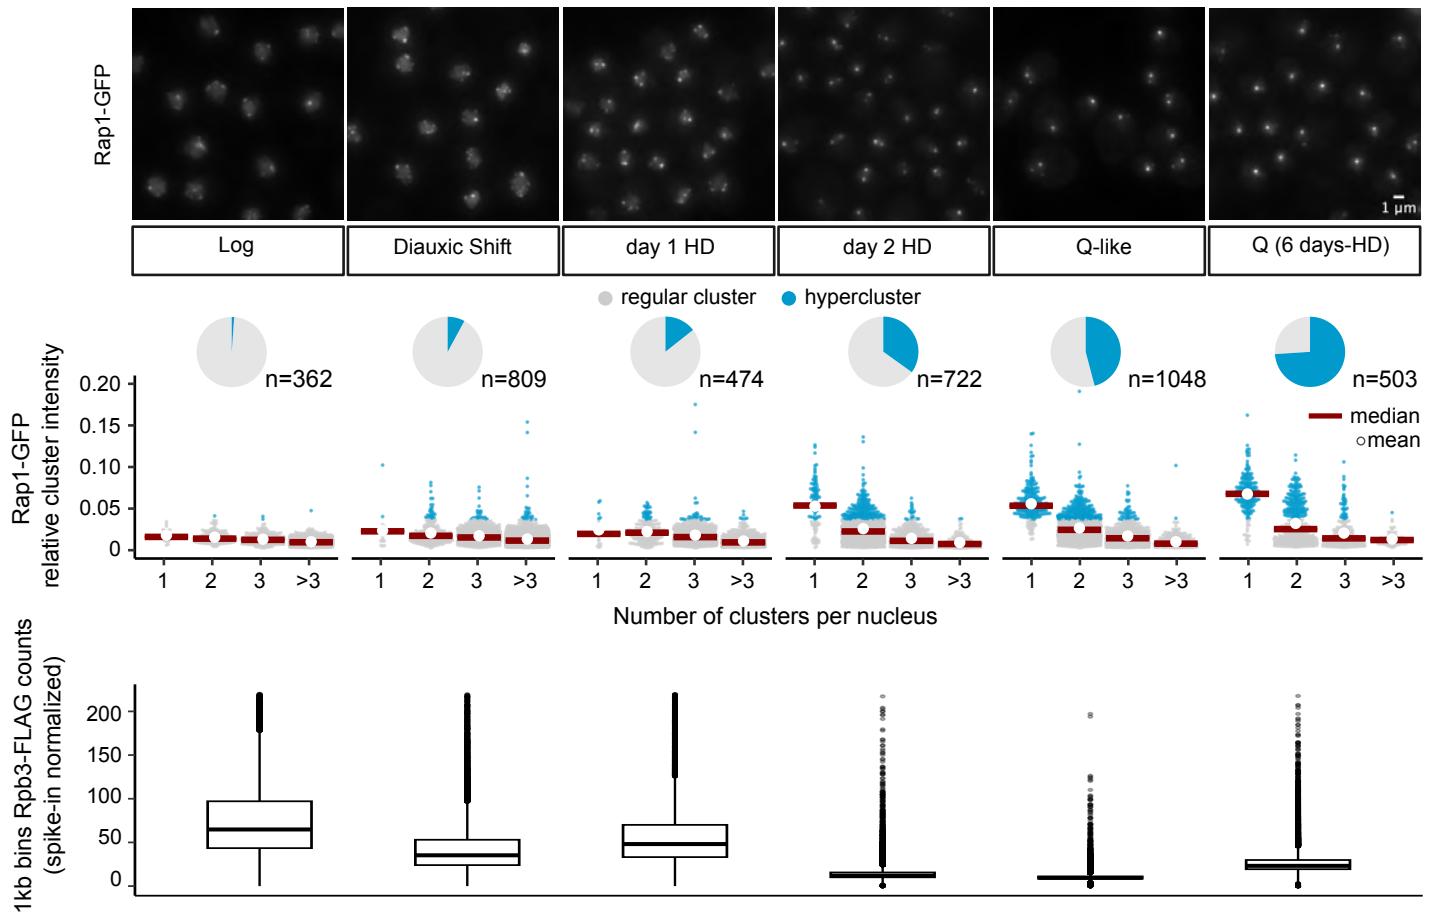 Rap1-GFP
1 µm
Log
Diauxic Shift
day 1 HD
day 2 HD
Q-like
Q (6 days-HD)
regular cluster
hypercluster
n=362
n=809
n=474
n=722
n=1048
n=503
median
mean
Rap1-GFP
relative cluster intensity
0.20
0.15
0.10
0.05
0
1 2 3 >3
1 2 3 >3
1 2 3 >3
1 2 3 >3
1 2 3 >3
1 2 3 >3
Number of clusters per nucleus
1kb bins Rpb3-FLAG counts
(spike-in normalized)
200
150
100
50
0